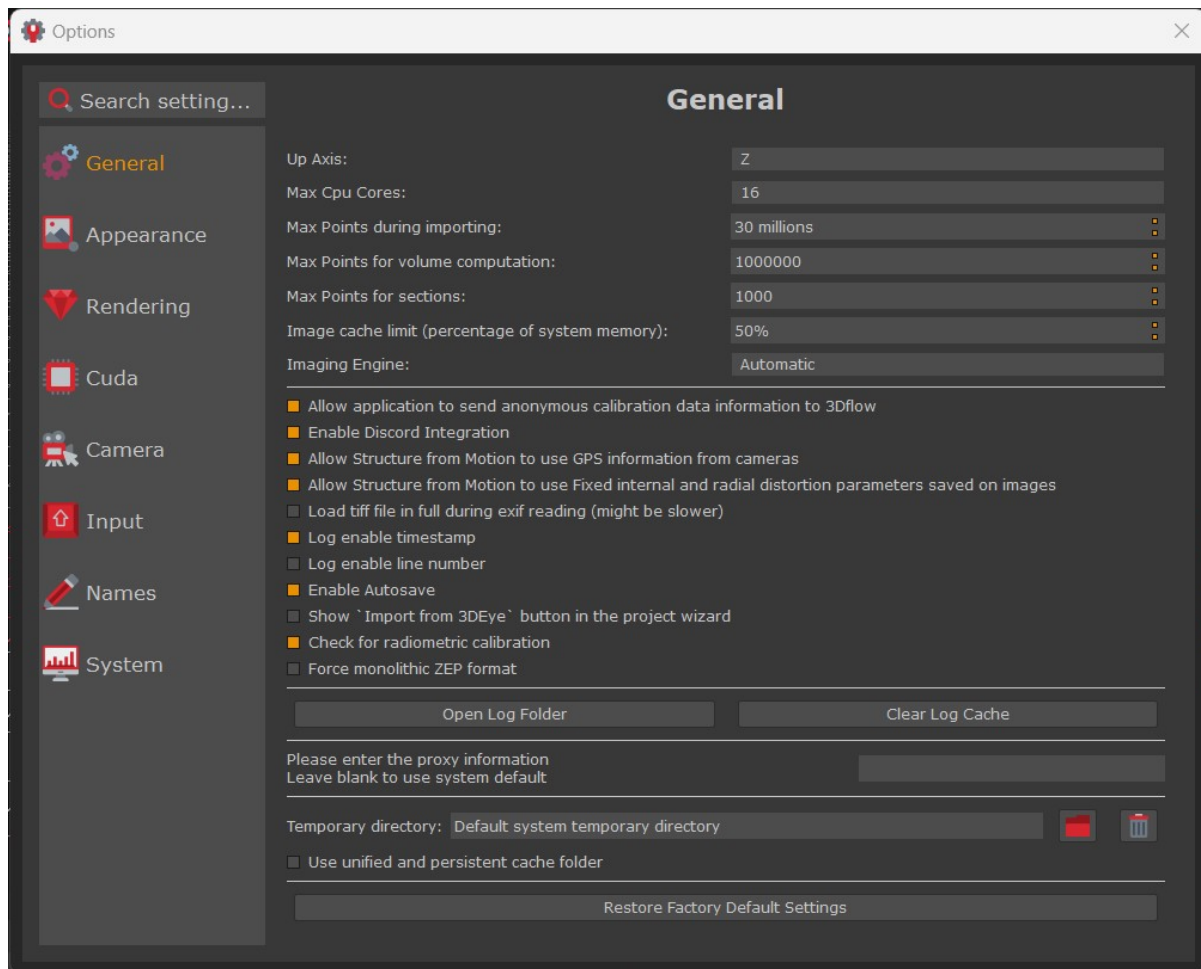 Options
Search setting...
General
Appearance
Rendering
Cuda
Camera
Input
Names
System
General
Up Axis: Z
Max Cpu Cores: 16
Max Points during importing: 30 millions
Max Points for volume computation: 1000000
Max Points for sections: 1000
Image cache limit (percentage of system memory): 50%
Imaging Engine: Automatic
Allow application to send anonymous calibration data information to 3Dflow
Enable Discord Integration
Allow Structure from Motion to use GPS information from cameras
Allow Structure from Motion to use Fixed internal and radial distortion parameters saved on images
Load tiff file in full during exif reading (might be slower)
Log enable timestamp
Log enable line number
Enable Autosave
Show `Import from 3DEye` button in the project wizard
Check for radiometric calibration
Force monolithic ZEP format
Open Log Folder Clear Log Cache
Please enter the proxy information
Leave blank to use system default
Temporary directory: Default system temporary directory
Use unified and persistent cache folder
Restore Factory Default Settings